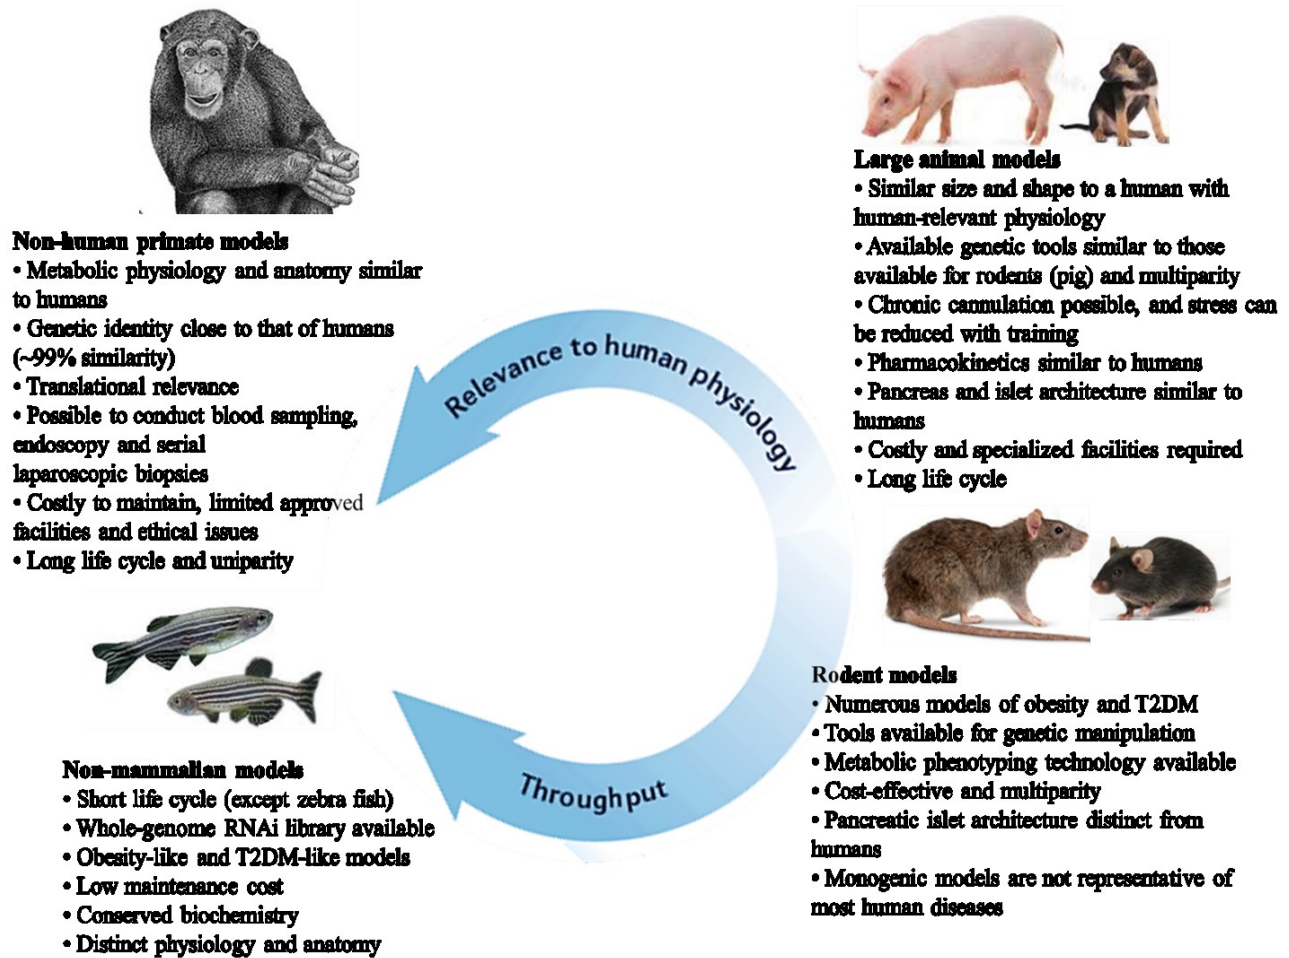 Non-human primate models
• Metabolic physiology and anatomy similar
to humans
• Genetic identity close to that of humans
(~99% similarity)
• Translational relevance
• Possible to conduct blood sampling,
endoscopy and serial
laparoscopic biopsies
• Costly to maintain, limited approved
facilities and ethical issues
• Long life cycle and uniparity
Large animal models
• Similar size and shape to a human with
human-relevant physiology
• Available genetic tools similar to those
available for rodents (pig) and multiparity
• Chronic cannulation possible, and stress can
be reduced with training
• Pharmacokinetics similar to humans
• Pancreas and islet architecture similar to
humans
• Costly and specialized facilities required
• Long life cycle
Relevance to human physiology
Throughput
Non-mammalian models
• Short life cycle (except zebra fish)
• Whole-genome RNAi library available
• Obesity-like and T2DM-like models
• Low maintenance cost
• Conserved biochemistry
• Distinct physiology and anatomy
Rodent models
• Numerous models of obesity and T2DM
• Tools available for genetic manipulation
• Metabolic phenotyping technology available
• Cost-effective and multiparity
• Pancreatic islet architecture distinct from
humans
• Monogenic models are not representative of
most human diseases